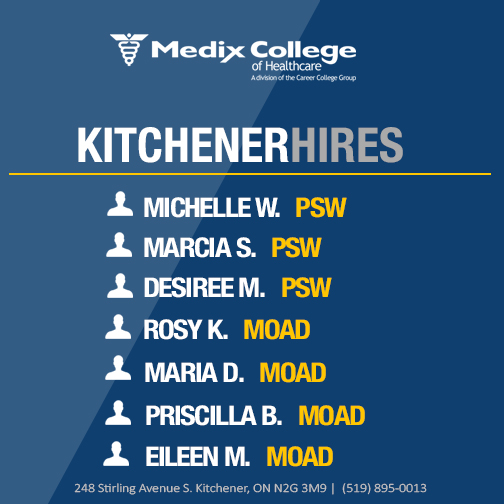 Medix College
of Healthcare
A division of the Career College Group
KITCHENERHIRES
MICHELLE W. PSW
MARCIA S. PSW
DESIREE M. PSW
ROSY K. MOAD
MARIA D. MOAD
PRISCILLA B. MOAD
EILEEN M. MOAD
248 Stirling Avenue S. Kitchener, ON N2G 3M9 | (519) 895-0013